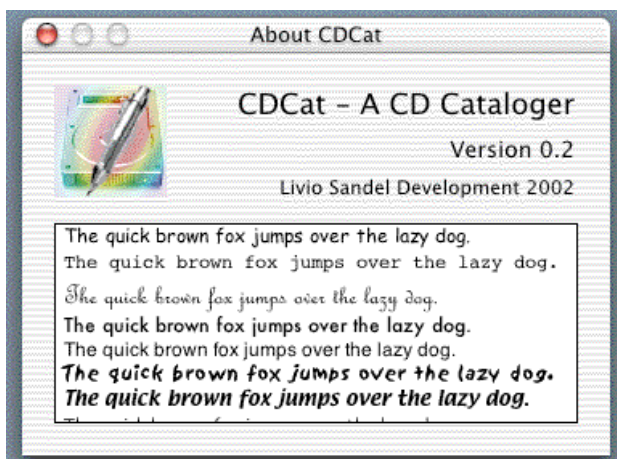 About CDCat
CDCat – A CD Cataloger
Version 0.2
Livio Sandel Development 2002
The quick brown fox jumps over the lazy dog.
The quick brown fox jumps over the lazy dog.
The quick brown fox jumps over the lazy dog.
The quick brown fox jumps over the lazy dog.
The quick brown fox jumps over the lazy dog.
The quick brown fox jumps over the lazy dog.
The quick brown fox jumps over the lazy dog.